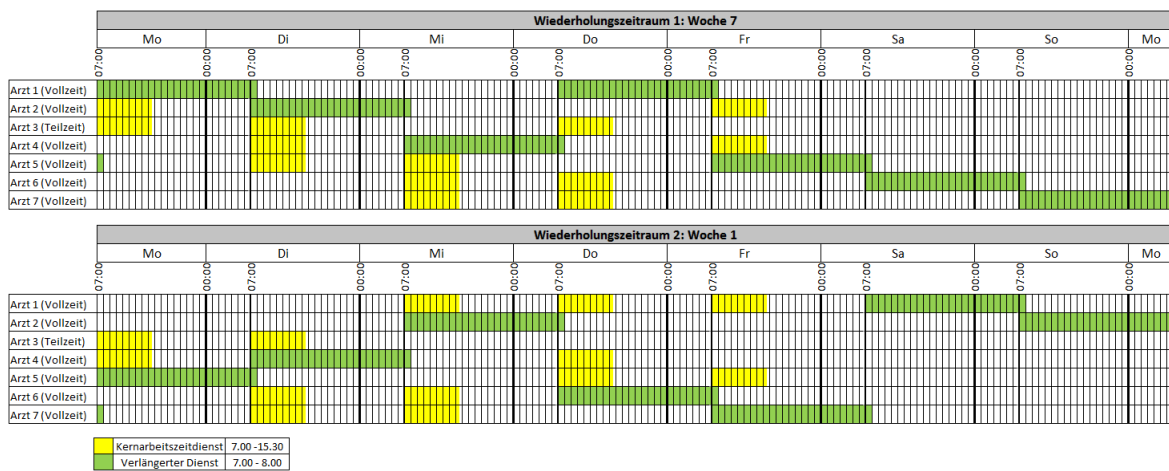 Wiederholungszeitraum 1: Woche 7
Mo Di Mi Do Fr Sa So Mo
07:00 00:00 07:00 00:00 07:00 00:00 07:00 00:00 07:00 00:00 07:00 00:00 07:00 00:00
Arzt 1 (Vollzeit)
Arzt 2 (Vollzeit)
Arzt 3 (Teilzeit)
Arzt 4 (Vollzeit)
Arzt 5 (Vollzeit)
Arzt 6 (Vollzeit)
Arzt 7 (Vollzeit)
Wiederholungszeitraum 2: Woche 1
Mo Di Mi Do Fr Sa So Mo
07:00 00:00 07:00 00:00 07:00 00:00 07:00 00:00 07:00 00:00 07:00 00:00 07:00 00:00
Arzt 1 (Vollzeit)
Arzt 2 (Vollzeit)
Arzt 3 (Teilzeit)
Arzt 4 (Vollzeit)
Arzt 5 (Vollzeit)
Arzt 6 (Vollzeit)
Arzt 7 (Vollzeit)
Kernarbeitszeitdienst 7.00 -15.30
Verlängerter Dienst 7.00 - 8.00